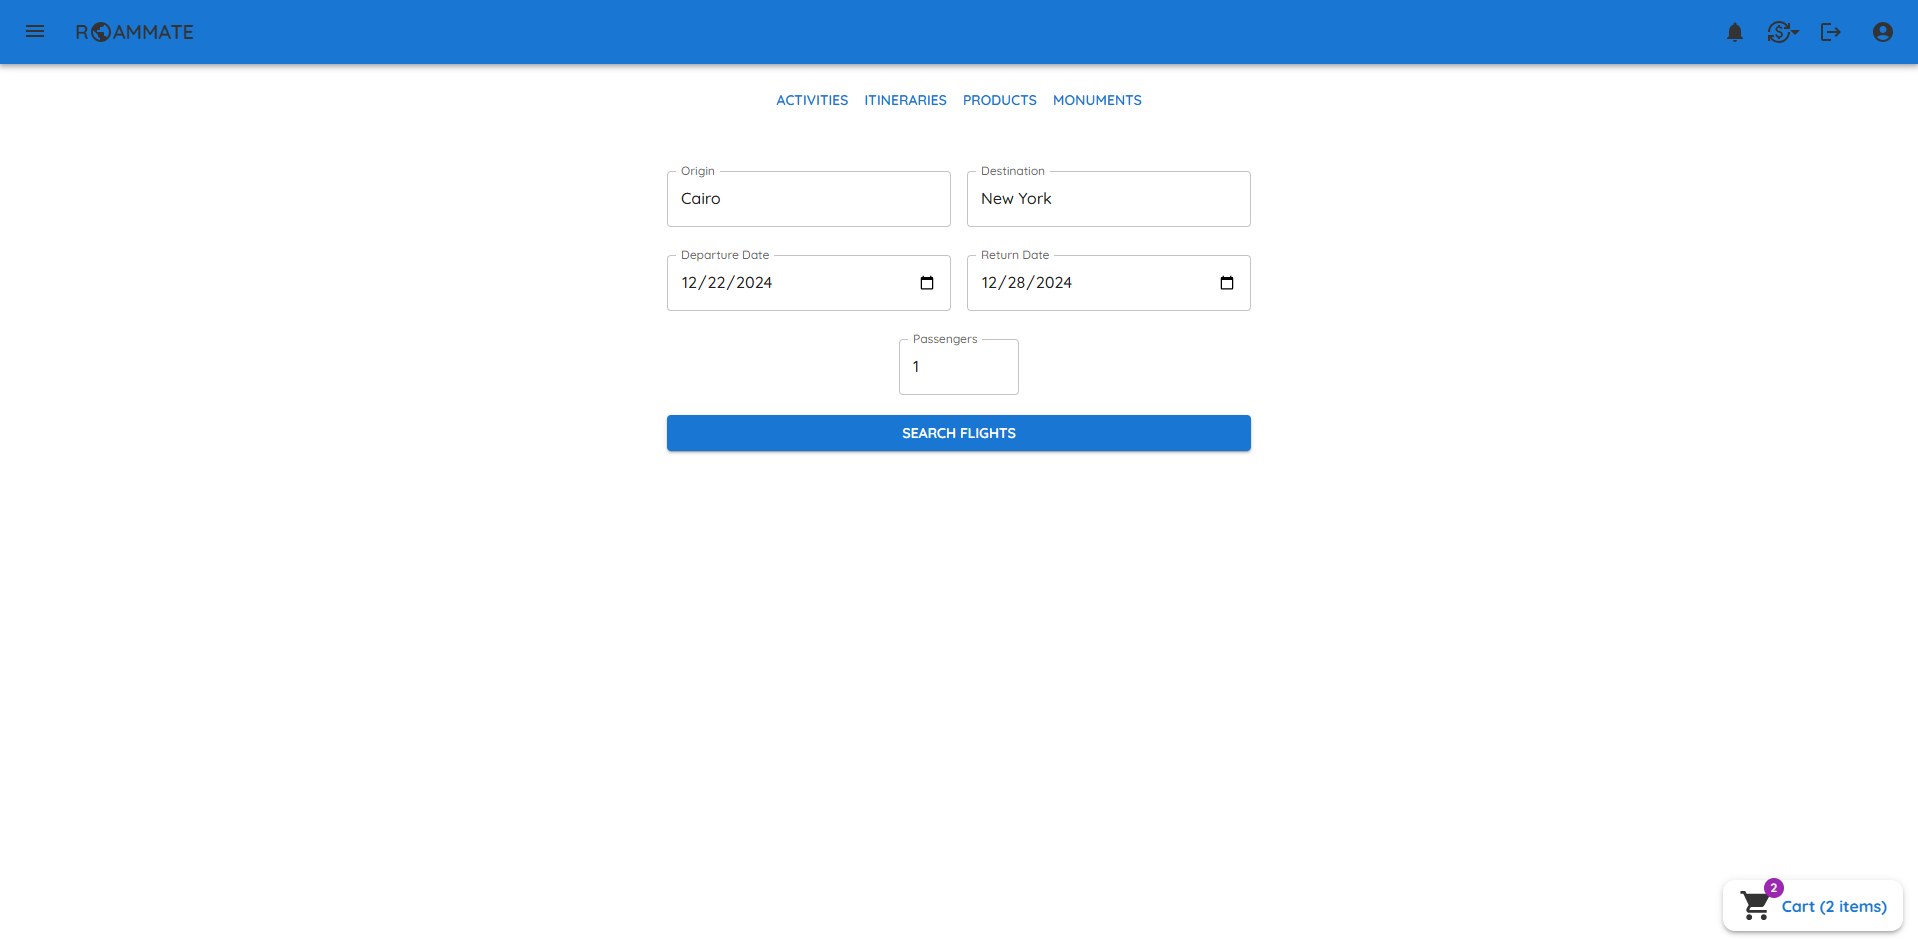 R AMMATE
ACTIVITIES ITINERARIES PRODUCTS MONUMENTS
Origin Destination
Cairo New York
Departure Date Return Date
12/22/2024 12/28/2024
Passengers
1
SEARCH FLIGHTS
2
Cart (2 items)